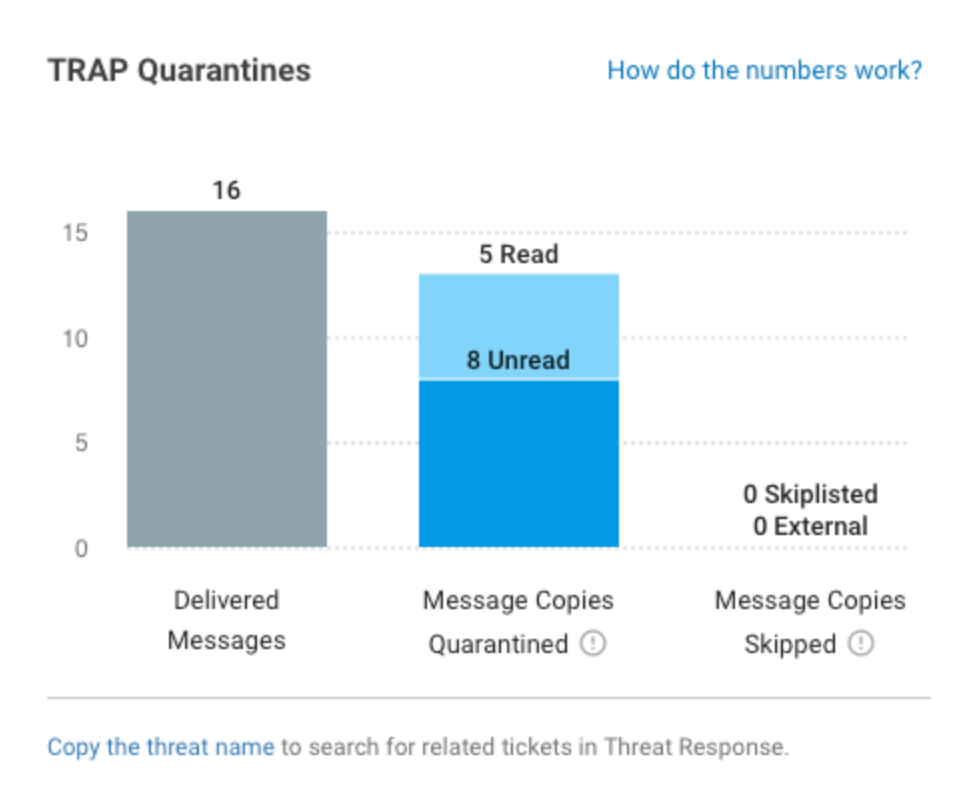 TRAP Quarantines
How do the numbers work?
16
15
5 Read
10
8 Unread
5
0 Skiplisted
0 External
0
Delivered
Messages
Message Copies
Quarantined
Message Copies
Skipped
Copy the threat name to search for related tickets in Threat Response.